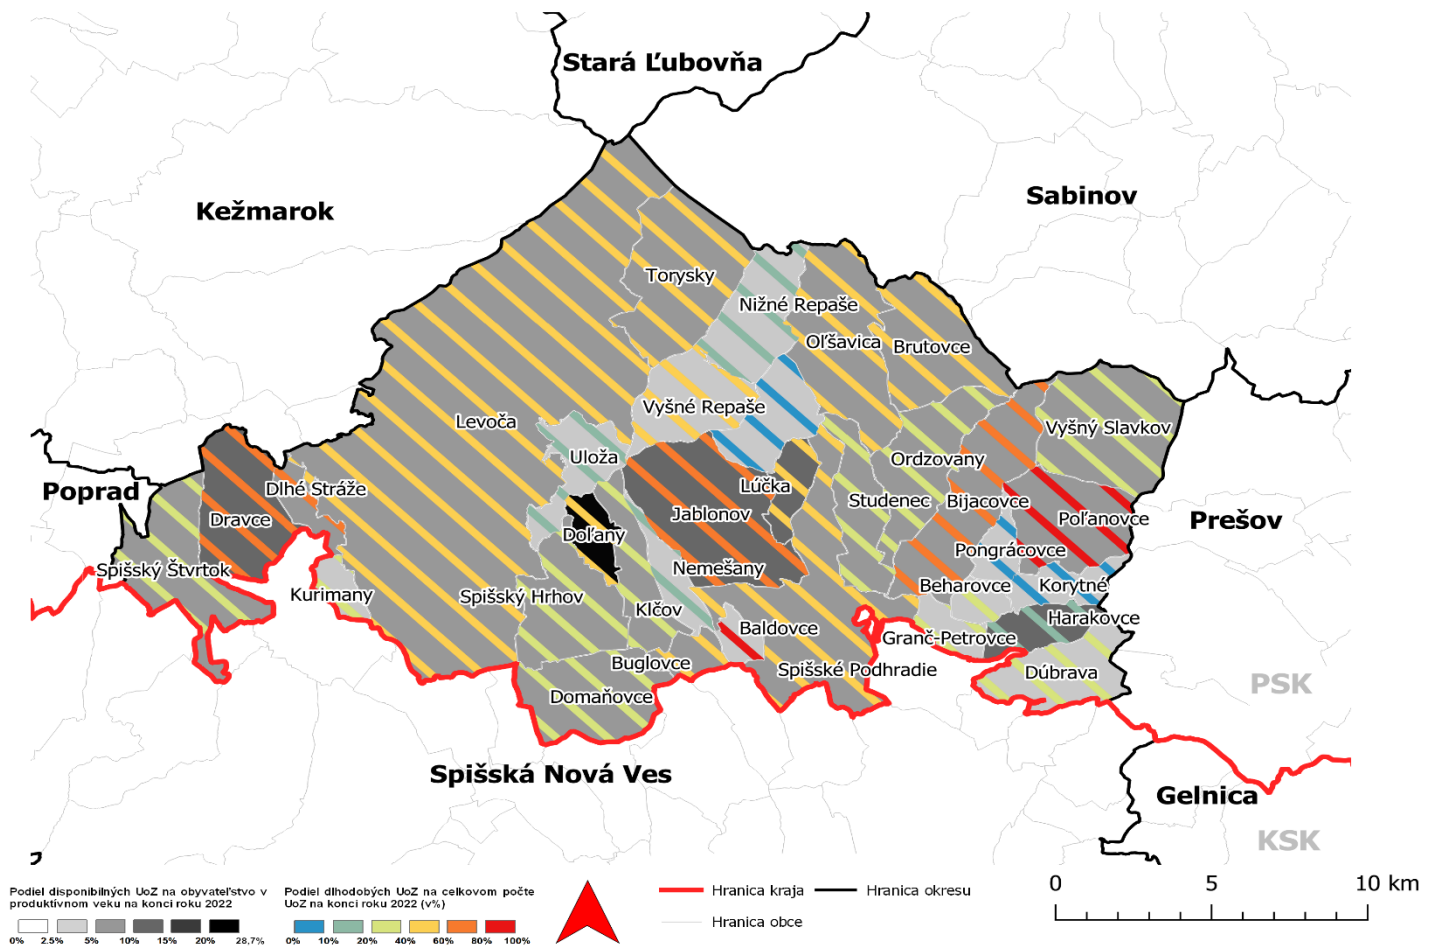 Stará Ľubovňa
Sabinov
Kežmarok
Torysky
Nižné Repaše
Oľšavica
Brutovce
Vyšné Repaše
Levoča
Vyšný Slavkov
Uloža
Ordzovany
Poprad
Dlhé Stráže
Lúčka
Studenec
Bijacovce
Dravce
Jablonov
Poľanovce
Prešov
Doľany
Pongrácovce
Spišský Štvrtok
Nemešany
Beharovce
Korytné
Kurimany
Spišský Hrhov
Klčov
Harakovce
Baldovce
Granč-Petrovce
Buglovce
Spišské Podhradie
Dúbrava
Domaňovce
PSK
Spišská Nová Ves
Gelnica
KSK
Podiel disponibilných UoZ na obyvateľstvo v
produktívnom veku na konci roku 2022
0% 2.5% 5% 10% 15% 20% 28,7%
Podiel dlhodobých UoZ na celkovom počte
UoZ na konci roku 2022 (v%)
0% 10% 20% 40% 60% 80% 100%
Hranica kraja
Hranica okresu
Hranica obce
0 5 10 km